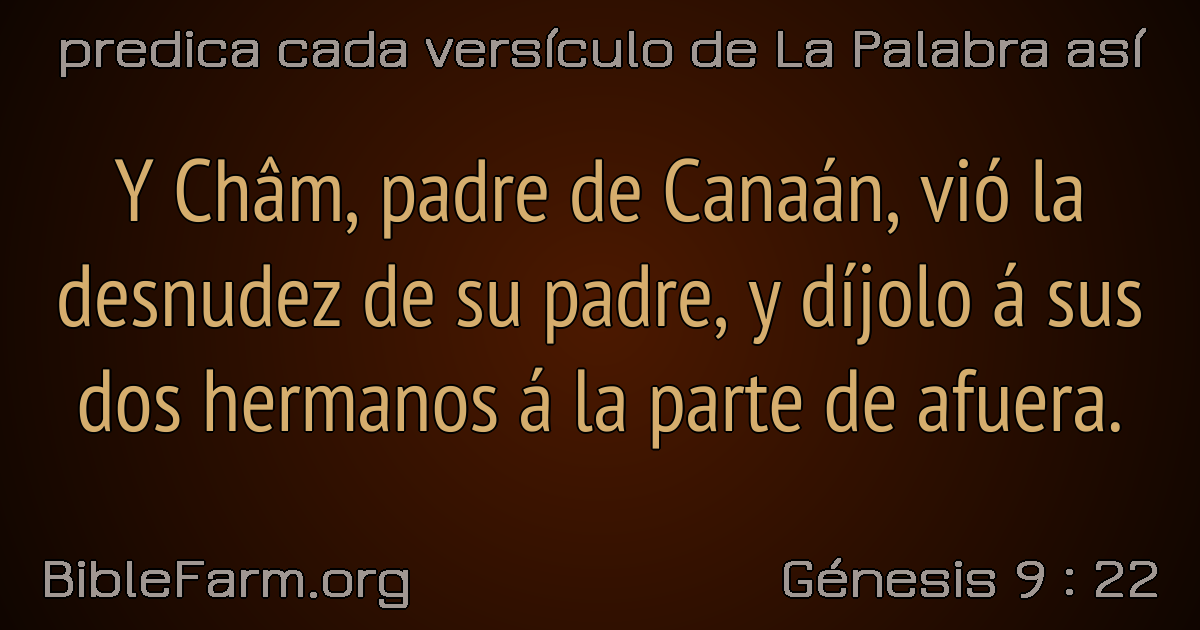 predica cada versículo de La Palabra así
Y Châm, padre de Canaán, vió la
desnudez de su padre, y díjolo á sus
dos hermanos á la parte de afuera.
BibleFarm.org
Génesis 9 : 22